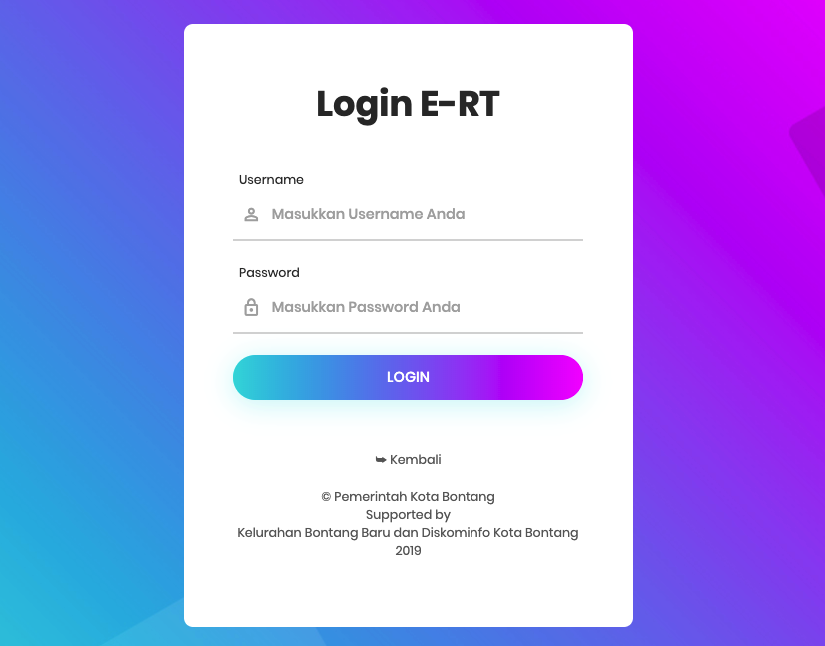 Login E-RT
Username
Masukkan Username Anda
Password
Masukkan Password Anda
LOGIN
➥ Kembali
© Pemerintah Kota Bontang
Supported by
Kelurahan Bontang Baru dan Diskominfo Kota Bontang
2019